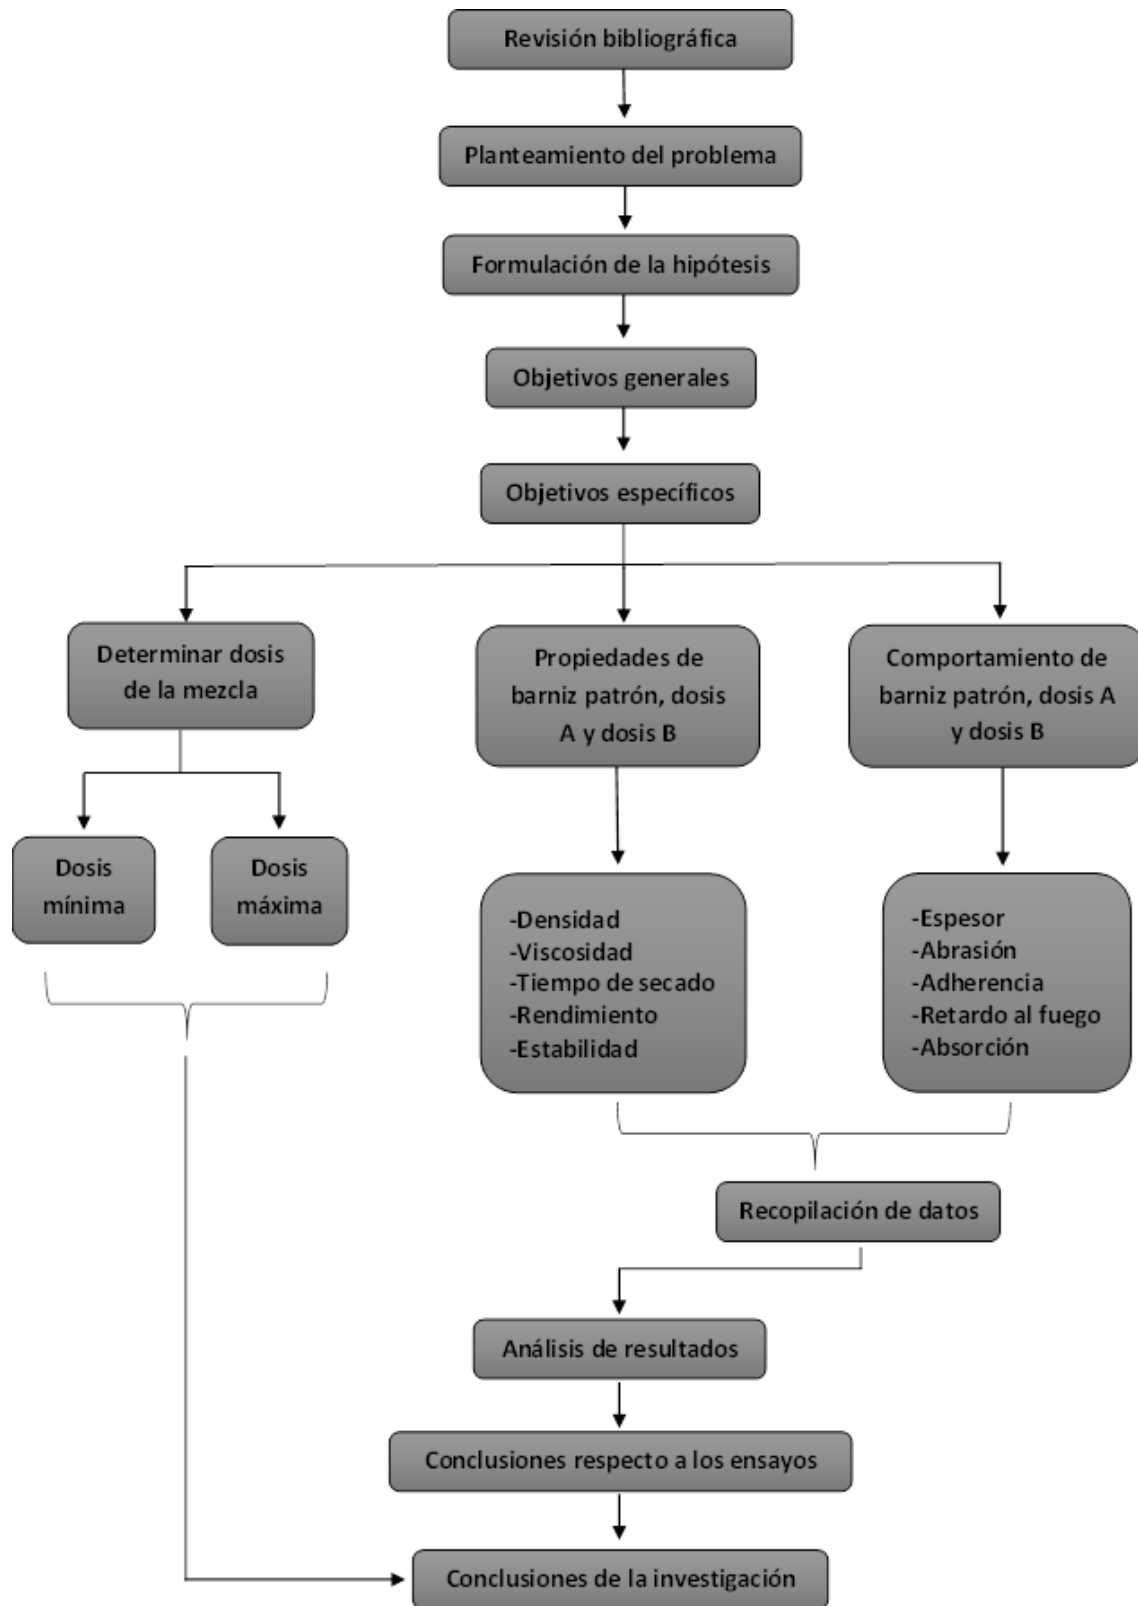 Revisión bibliográfica
Planteamiento del problema
Formulación de la hipótesis
Objetivos generales
Objetivos específicos
Determinar dosis
de la mezcla
Propiedades de
barniz patrón, dosis
A y dosis B
Comportamiento de
barniz patrón, dosis A
y dosis B
Dosis
mínima
Dosis
máxima
-Densidad
-Viscosidad
-Tiempo de secado
-Rendimiento
-Estabilidad
-Espesor
-Abrasión
-Adherencia
-Retardo al fuego
-Absorción
Recopilación de datos
Análisis de resultados
Conclusiones respecto a los ensayos
Conclusiones de la investigación